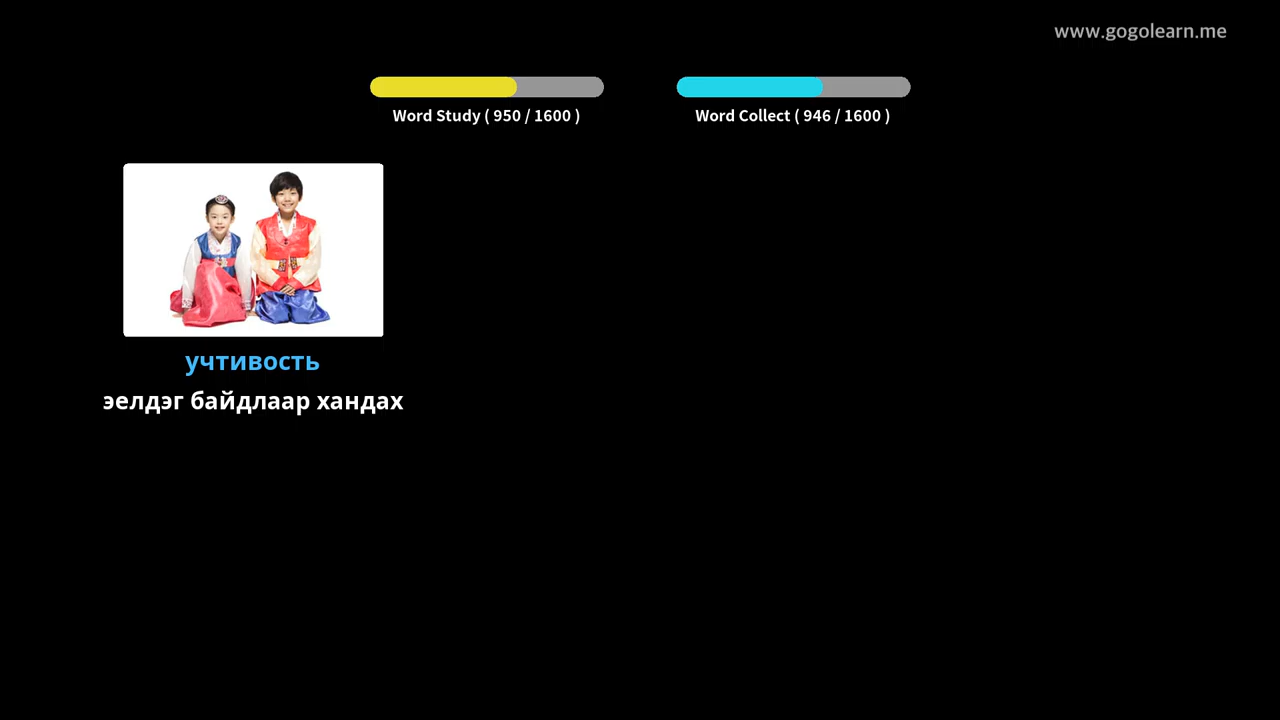 www.gogolearn.me
Word Study ( 950 / 1600 )
Word Collect ( 946 / 1600 )
учтивость
эелдэг байдлаар хандах